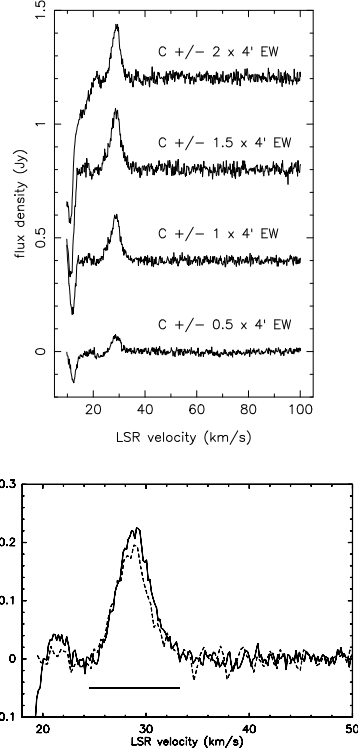 1.5
C +/- 2 x 4' EW
1
C +/- 1.5 x 4' EW
flux density (Jy)
C +/- 1 x 4' EW
0.5
C +/- 0.5 x 4' EW
0
20 40 60 80 100
LSR velocity (km/s)
0.3
0.2
0.1
0
0.1
20 30 40 50
LSR velocity (km/s)